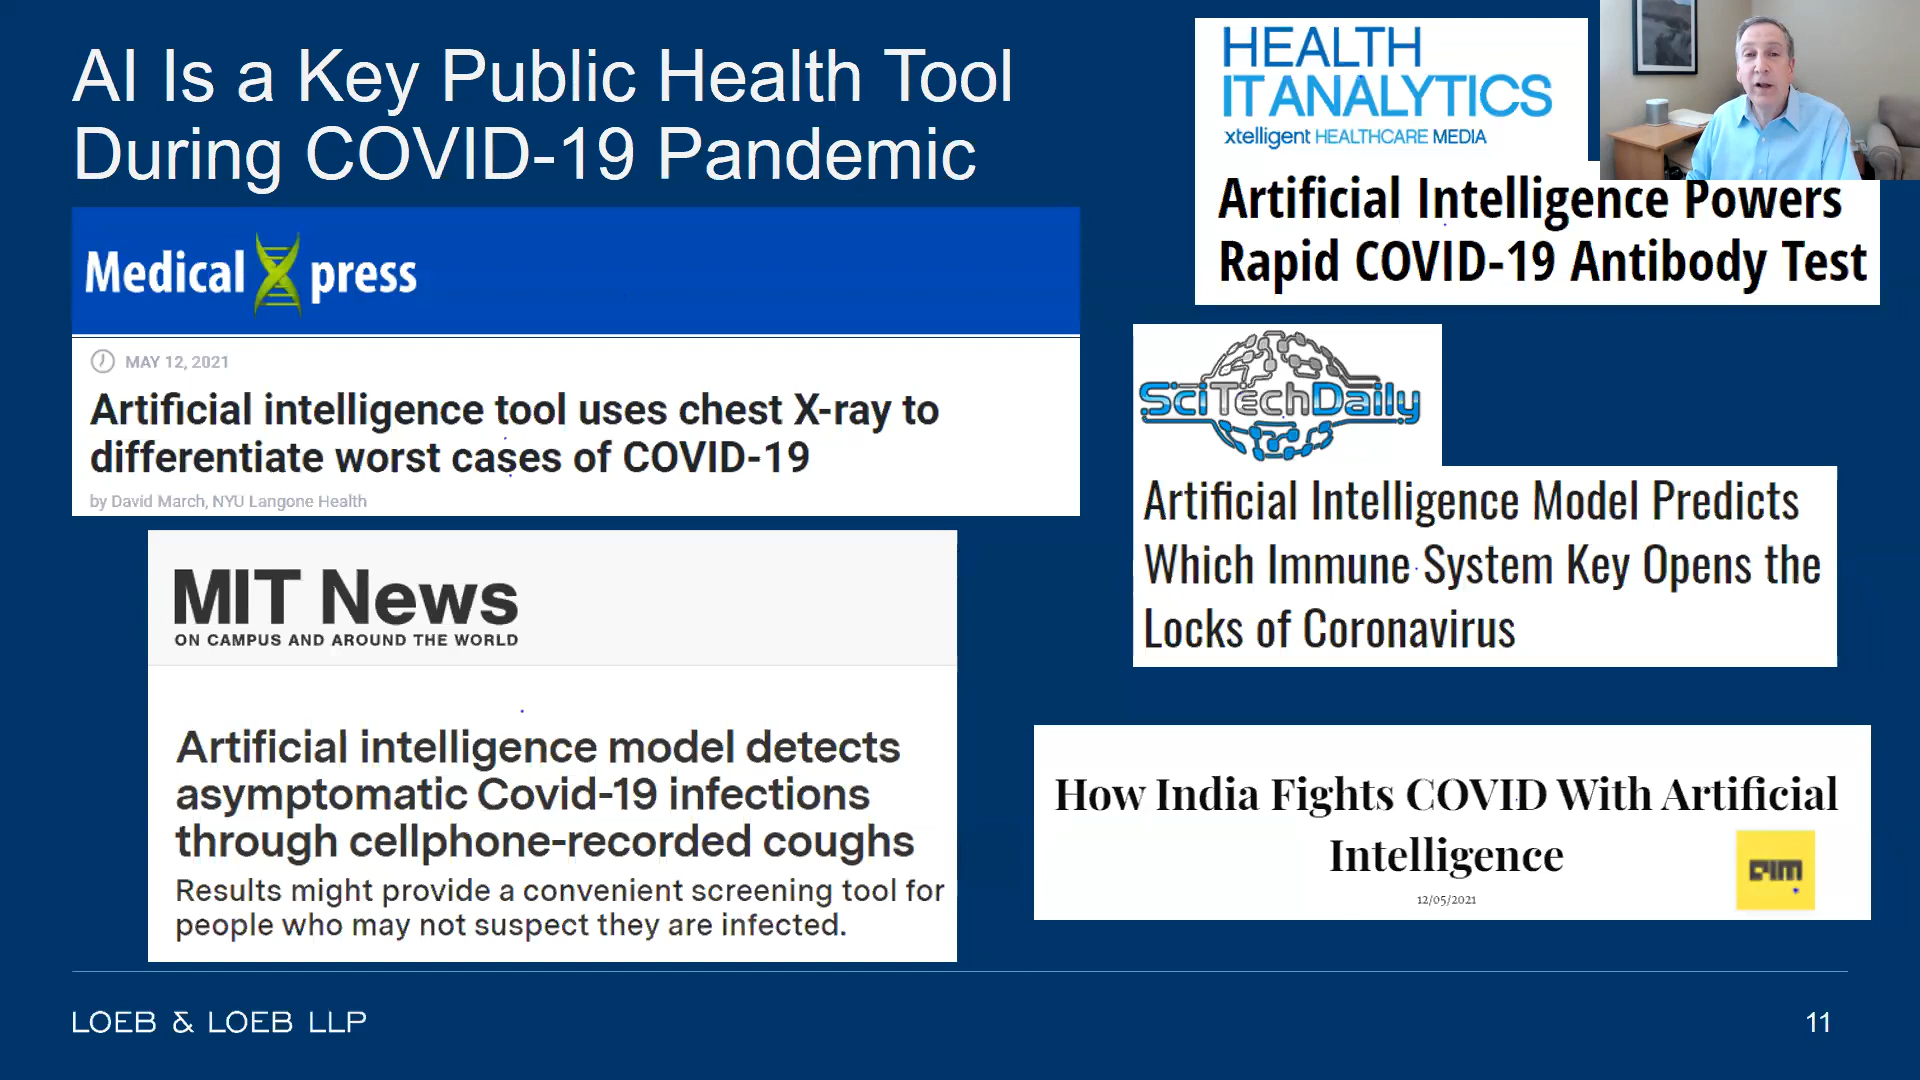 AI Is a Key Public Health Tool
During COVID-19 Pandemic
Medical Xpress
MAY 12, 2021
Artificial intelligence tool uses chest X-ray to
differentiate worst cases of COVID-19
by David March, NYU Langone Health
MIT News
ON CAMPUS AND AROUND THE WORLD
Artificial intelligence model detects
asymptomatic Covid-19 infections
through cellphone-recorded coughs
Results might provide a convenient screening tool for
people who may not suspect they are infected.
HEALTH
IT ANALYTICS
xtelligent HEALTHCARE MEDIA
Artificial Intelligence Powers
Rapid COVID-19 Antibody Test
SciTechDaily
Artificial Intelligence Model Predicts
Which Immune System Key Opens the
Locks of Coronavirus
How India Fights COVID With Artificial
Intelligence
12/05/2021
AIM
LOEB & LOEB LLP
11